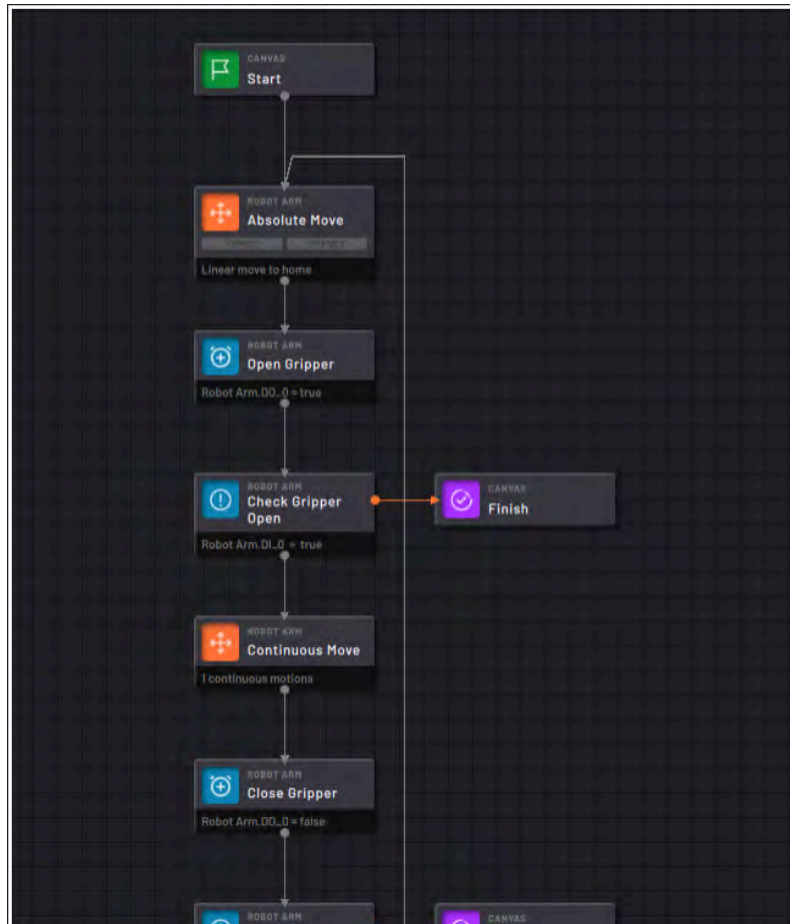 CANVAS
Start
ROBOT ARM
Absolute Move
Linear move to home
ROBOT ARM
Open Gripper
Robot Arm.DO_0 = true
ROBOT ARM
Check Gripper
Open
Robot Arm.DI_0 = true
CANVAS
Finish
ROBOT ARM
Continuous Move
1 continuous motions
ROBOT ARM
Close Gripper
Robot Arm.DO_0 = false
ROBOT ARM
CANVAS